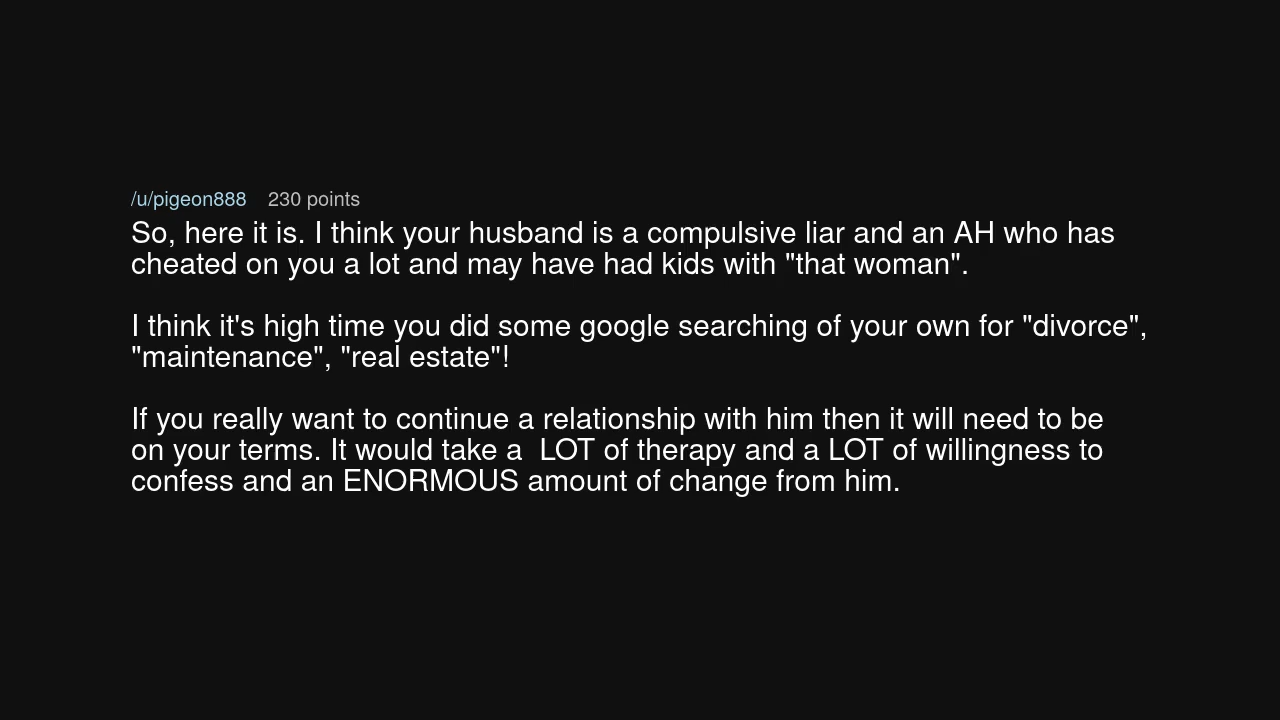 /u/pigeon888 230 points
So, here it is. I think your husband is a compulsive liar and an AH who has
cheated on you a lot and may have had kids with "that woman".
I think it's high time you did some google searching of your own for "divorce",
"maintenance", "real estate"!
If you really want to continue a relationship with him then it will need to be
on your terms. It would take a  LOT of therapy and a LOT of willingness to
confess and an ENORMOUS amount of change from him.